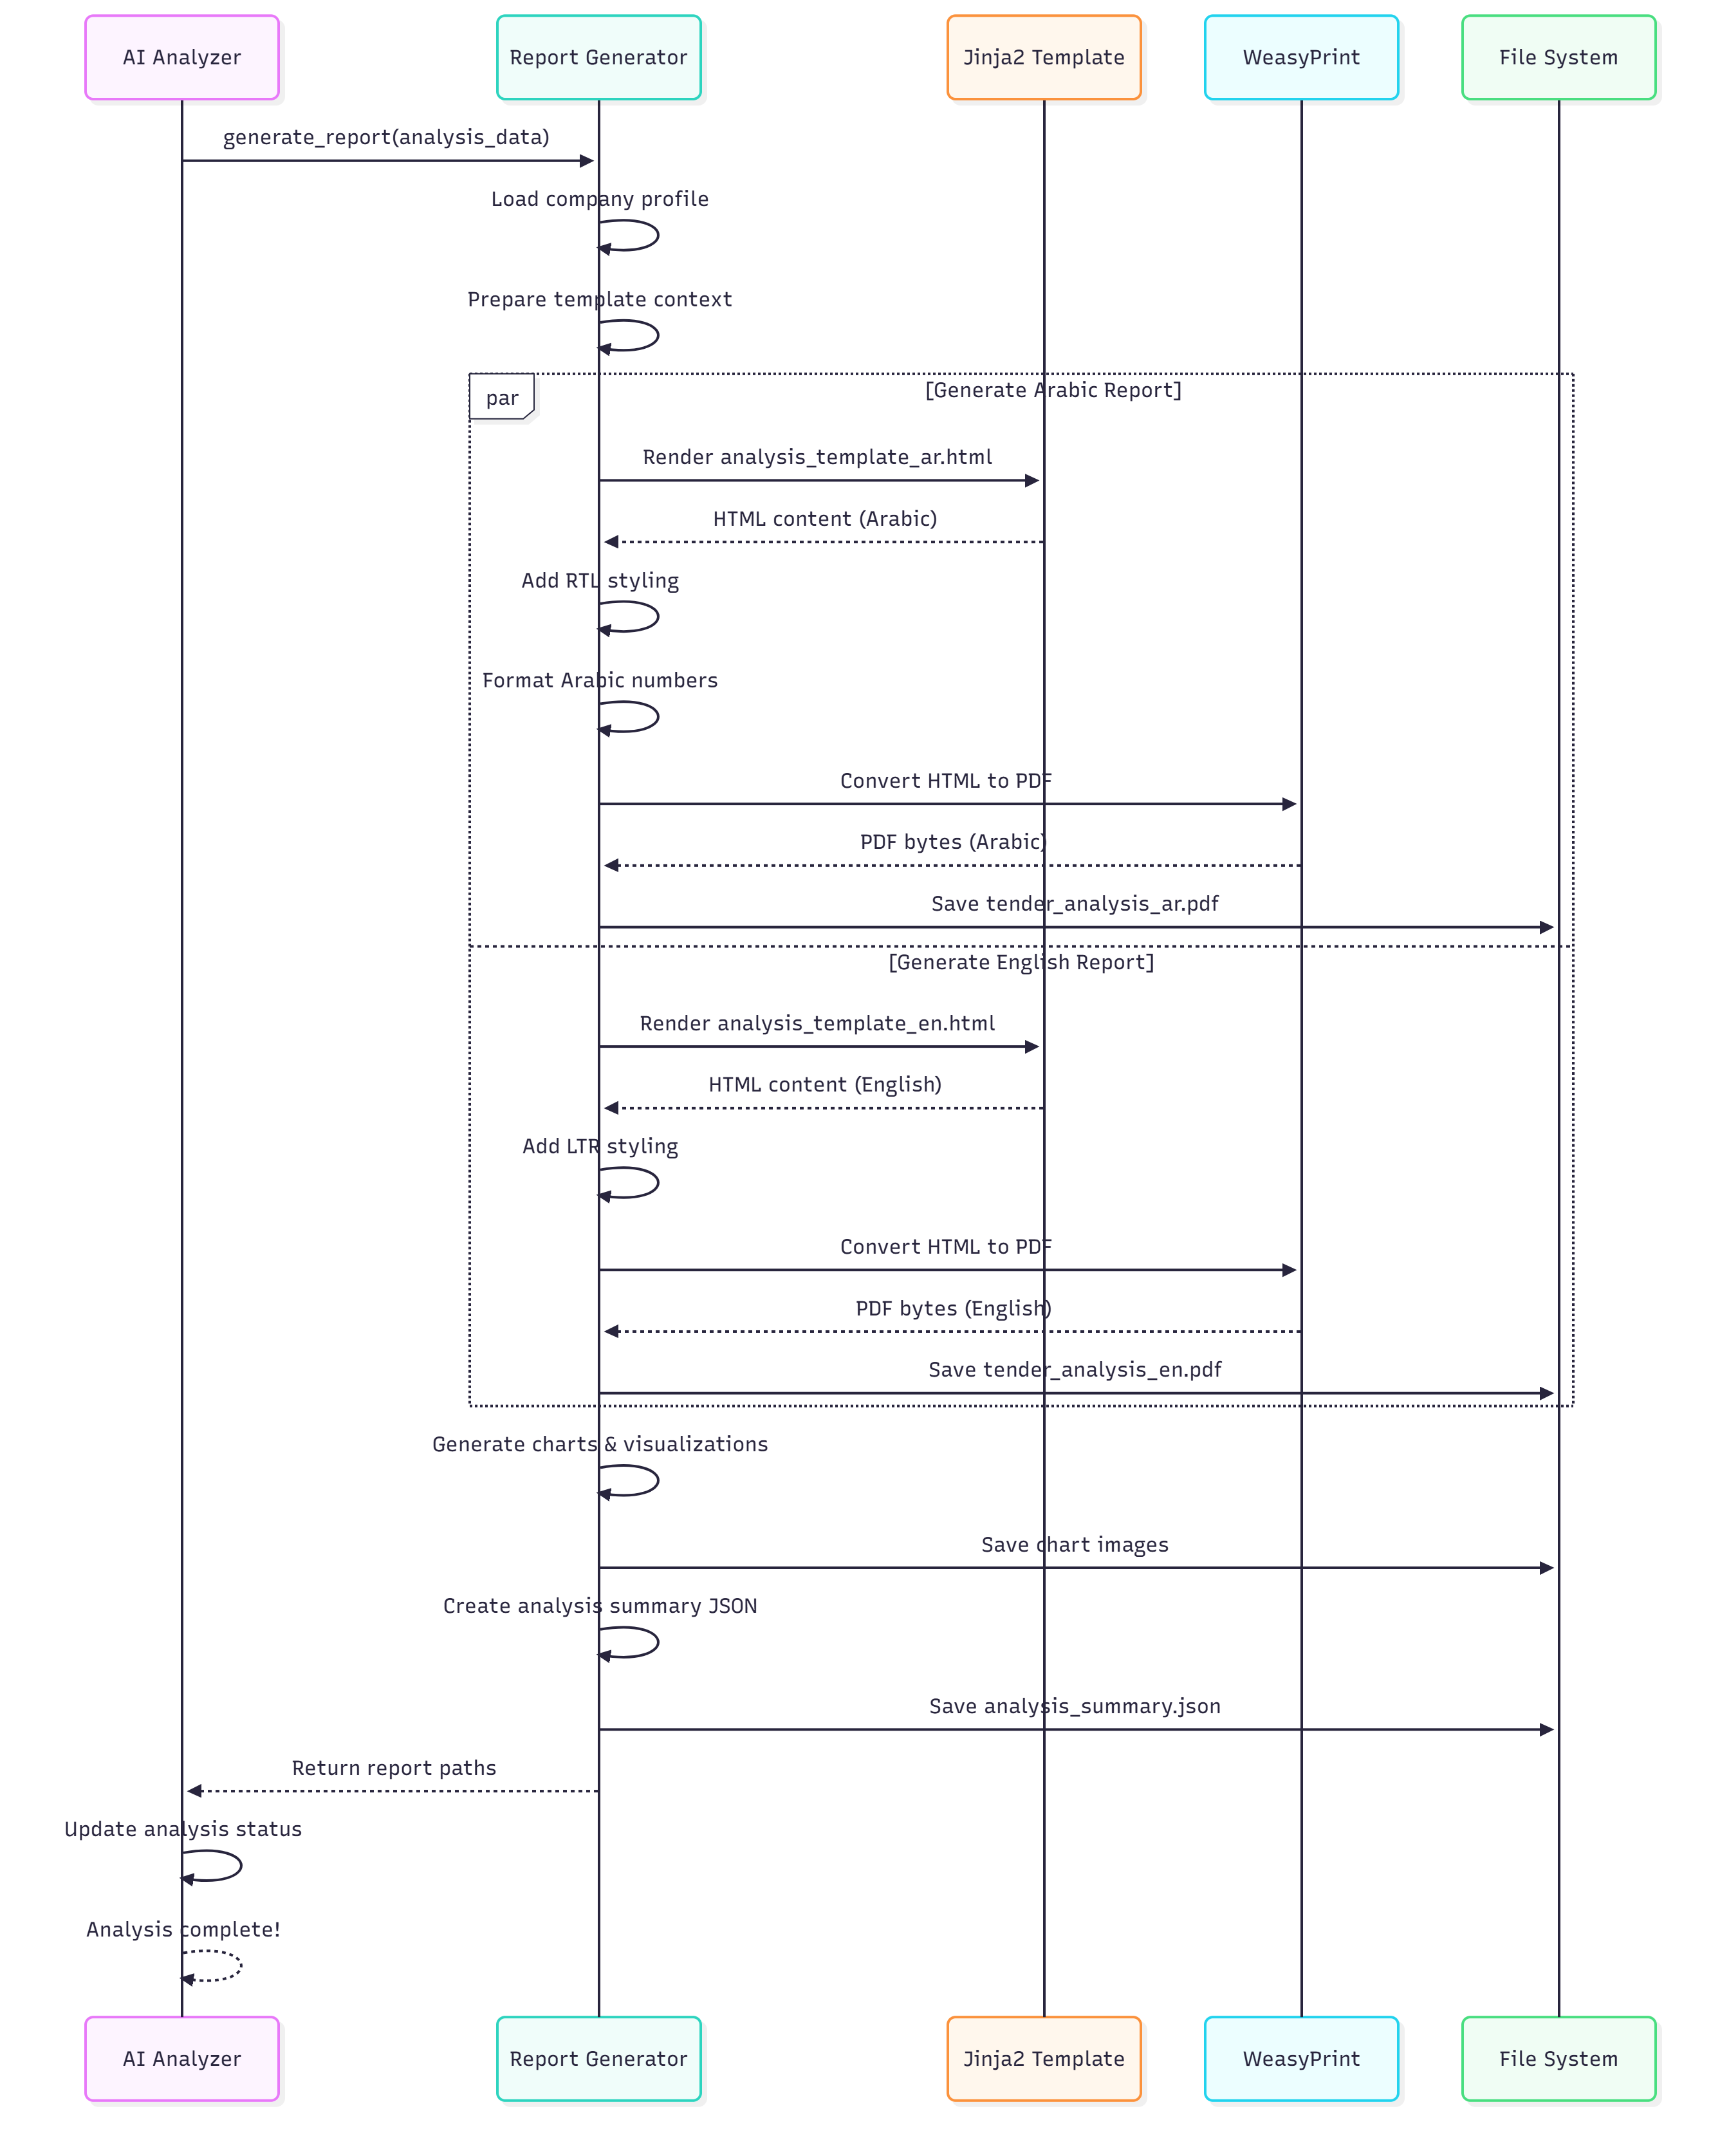 AI Analyzer
Report Generator
Jinja2 Template
WeasyPrint
File System
generate_report(analysis_data)
Load company profile
Prepare template context
par
[Generate Arabic Report]
Render analysis_template_ar.html
HTML content (Arabic)
Add RTL styling
Format Arabic numbers
Convert HTML to PDF
PDF bytes (Arabic)
Save tender_analysis_ar.pdf
[Generate English Report]
Render analysis_template_en.html
HTML content (English)
Add LTR styling
Convert HTML to PDF
PDF bytes (English)
Save tender_analysis_en.pdf
Generate charts & visualizations
Save chart images
Create analysis summary JSON
Save analysis_summary.json
Return report paths
Update analysis status
Analysis complete!
AI Analyzer
Report Generator
Jinja2 Template
WeasyPrint
File System